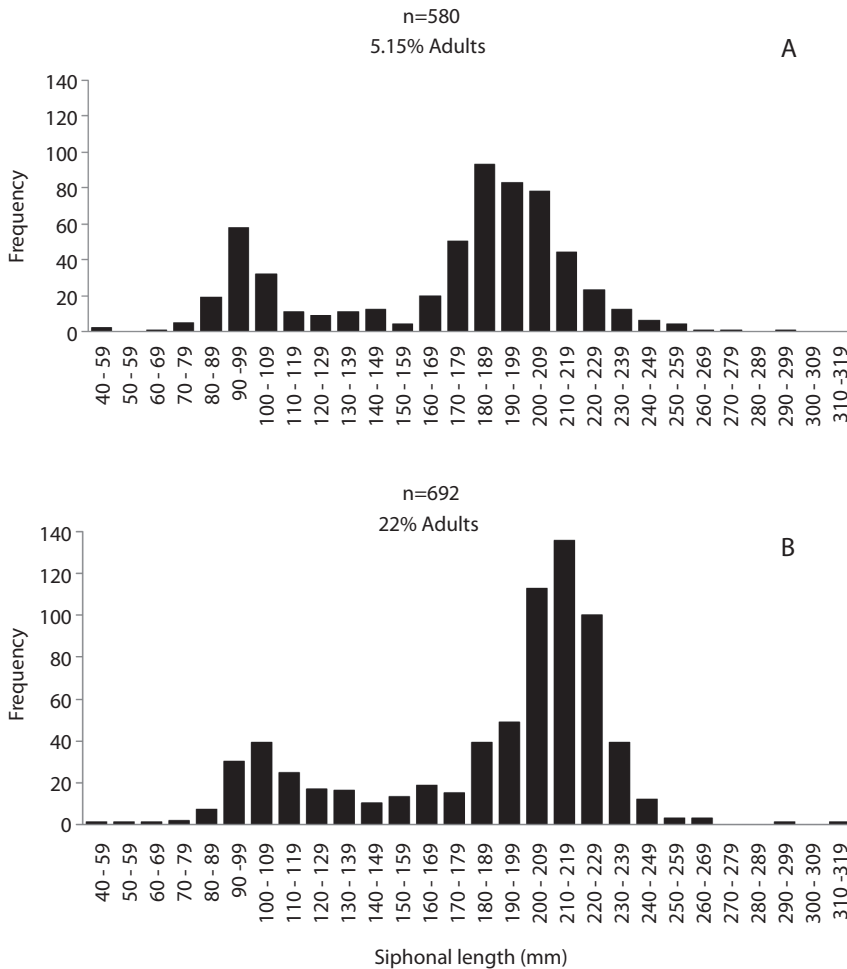 n=580
5.15% Adults
A
Frequency
140
120
100
80
60
40
20
0
40 - 59
50 - 59
60 - 69
70 - 79
80 - 89
90 -99
100 - 109
110 - 119
120 - 129
130 - 139
140 - 149
150 - 159
160 - 169
170 - 179
180 - 189
190 - 199
200 - 209
210 - 219
220 - 229
230 - 239
240 - 249
250 - 259
260 - 269
270 - 279
280 - 289
290 - 299
300 - 309
310 -319
n=692
22% Adults
B
Frequency
140
120
100
80
60
40
20
0
40 - 59
50 - 59
60 - 69
70 - 79
80 - 89
90 -99
100 - 109
110 - 119
120 - 129
130 - 139
140 - 149
150 - 159
160 - 169
170 - 179
180 - 189
190 - 199
200 - 209
210 - 219
220 - 229
230 - 239
240 - 249
250 - 259
260 - 269
270 - 279
280 - 289
290 - 299
300 - 309
310 -319
Siphonal length (mm)